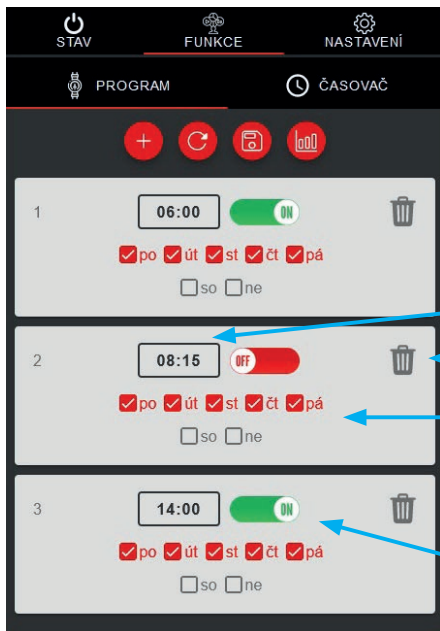 STAV FUNKCE NASTAVENÍ
PROGRAM ČASOVAČ
1 06:00 ON
po út st čt pá
so ne
2 08:15 OFF
po út st čt pá
so ne
3 14:00 ON
po út st čt pá
so ne